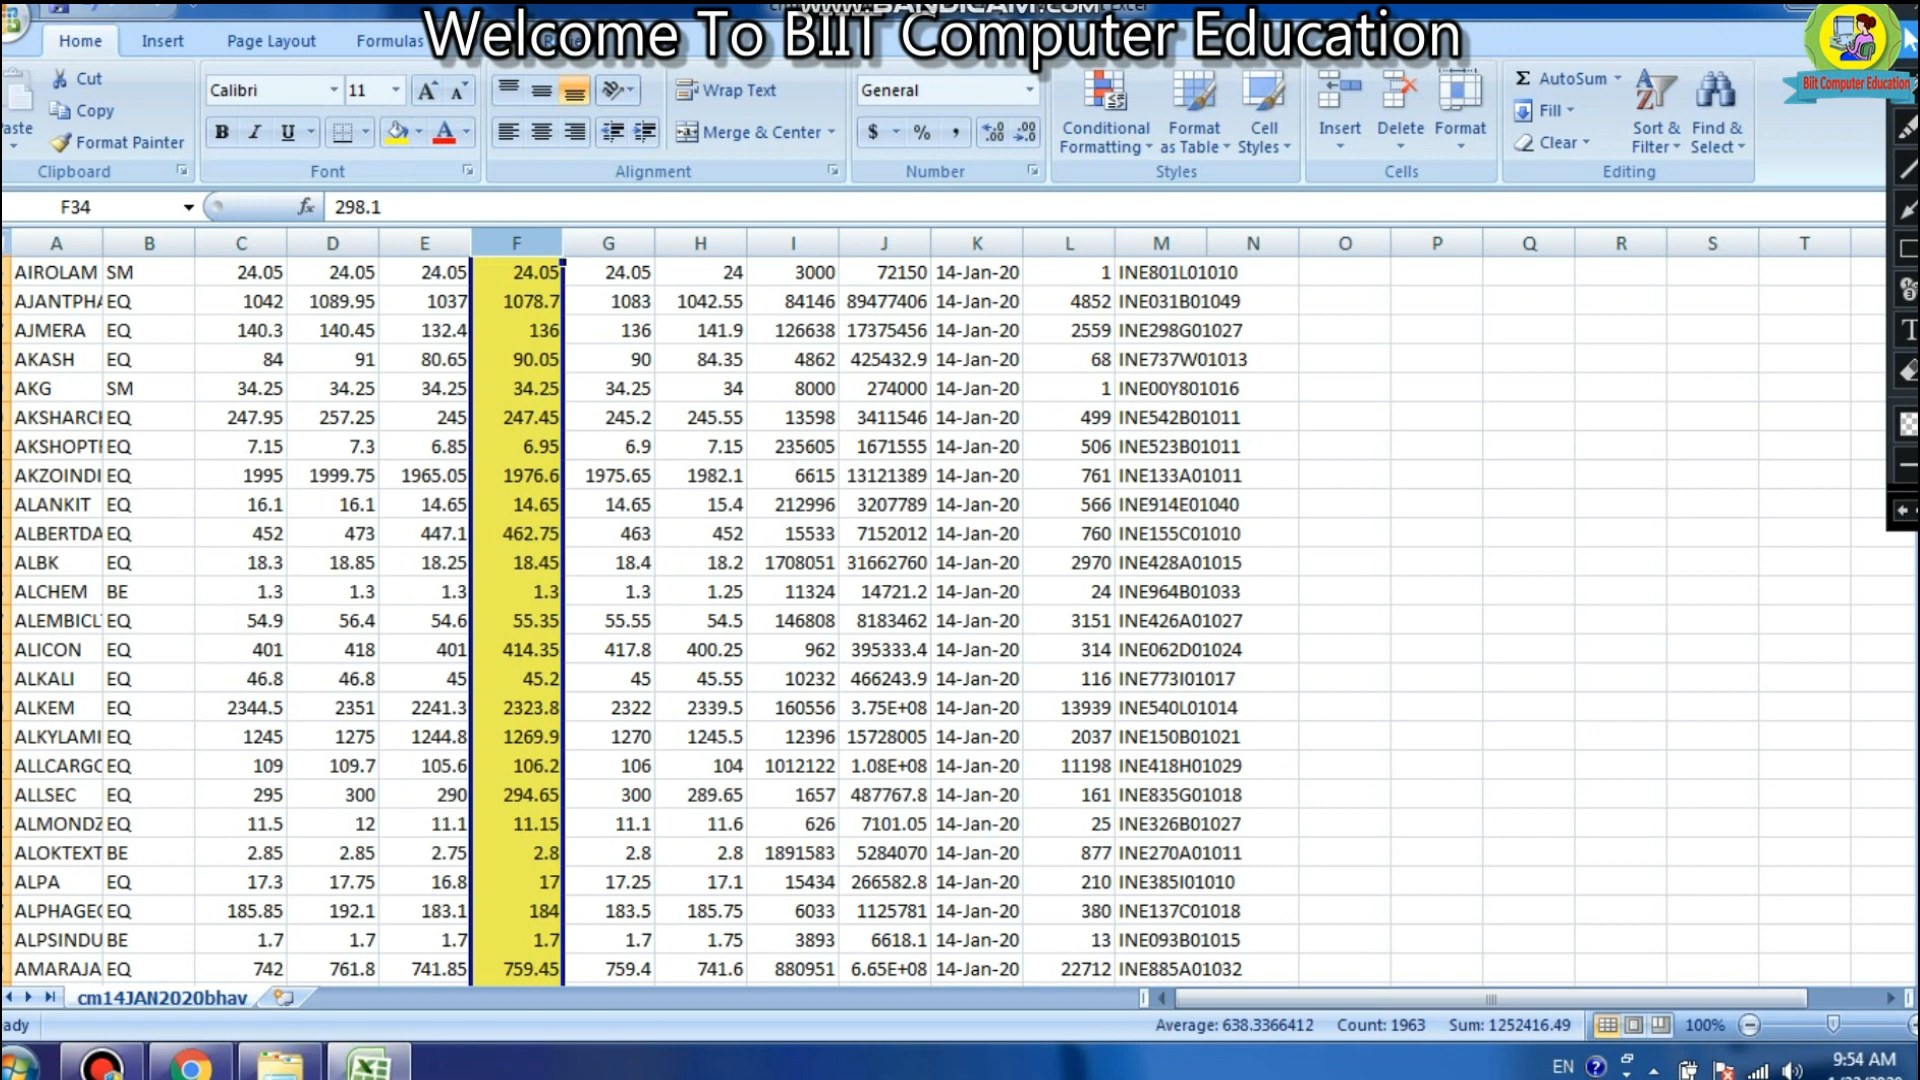 www.BANDICAM.com
Excel
Welcome To BIIT Computer Education
Home Insert Page Layout Formulas
Biit Computer Education
Cut
Copy
Format Painter
Clipboard
Calibri 11
B I U
Font
Wrap Text
Merge & Center
Alignment
General
$ % ,
Number
Conditional Formatting
Format as Table
Cell Styles
Styles
Insert Delete Format
Cells
Σ AutoSum
Fill
Clear
Sort & Filter
Find & Select
Editing
F34 fx 298.1
A B C D E F G H I J K L M N O P Q R S T
AIROLAM SM 24.05 24.05 24.05 24.05 24.05 24 3000 72150 14-Jan-20 1 INE801L01010
AJANTPHA EQ 1042 1089.95 1037 1078.7 1083 1042.55 84146 89477406 14-Jan-20 4852 INE031B01049
AJMERA EQ 140.3 140.45 132.4 136 136 141.9 126638 17375456 14-Jan-20 2559 INE298G01027
AKASH EQ 84 91 80.65 90.05 90 84.35 4862 425432.9 14-Jan-20 68 INE737W01013
AKG SM 34.25 34.25 34.25 34.25 34.25 34 8000 274000 14-Jan-20 1 INE00Y801016
AKSHARCH EQ 247.95 257.25 245 247.45 245.2 245.55 13598 3411546 14-Jan-20 499 INE542B01011
AKSHOPTF EQ 7.15 7.3 6.85 6.95 6.9 7.15 235605 1671555 14-Jan-20 506 INE523B01011
AKZOINDI EQ 1995 1999.75 1965.05 1976.6 1975.65 1982.1 6615 13121389 14-Jan-20 761 INE133A01011
ALANKIT EQ 16.1 16.1 14.65 14.65 14.65 15.4 212996 3207789 14-Jan-20 566 INE914E01040
ALBERTDA EQ 452 473 447.1 462.75 463 452 15533 7152012 14-Jan-20 760 INE155C01010
ALBK EQ 18.3 18.85 18.25 18.45 18.4 18.2 1708051 31662760 14-Jan-20 2970 INE428A01015
ALCHEM BE 1.3 1.3 1.3 1.3 1.3 1.25 11324 14721.2 14-Jan-20 24 INE964B01033
ALEMBICL EQ 54.9 56.4 54.6 55.35 55.55 54.5 146808 8183462 14-Jan-20 3151 INE426A01027
ALICON EQ 401 418 401 414.35 417.8 400.25 962 395333.4 14-Jan-20 314 INE062D01024
ALKALI EQ 46.8 46.8 45 45.2 45 45.55 10232 466243.9 14-Jan-20 116 INE773I01017
ALKEM EQ 2344.5 2351 2241.3 2323.8 2322 2339.5 160556 3.75E+08 14-Jan-20 13939 INE540L01014
ALKYLAMI EQ 1245 1275 1244.8 1269.9 1270 1245.5 12396 15728005 14-Jan-20 2037 INE150B01021
ALLCARGO EQ 109 109.7 105.6 106.2 106 104 1012122 1.08E+08 14-Jan-20 11198 INE418H01029
ALLSEC EQ 295 300 290 294.65 300 289.65 1657 487767.8 14-Jan-20 161 INE835G01018
ALMONDZ EQ 11.5 12 11.1 11.15 11.1 11.6 626 7101.05 14-Jan-20 25 INE326B01027
ALOKTEXT BE 2.85 2.85 2.75 2.8 2.8 2.8 1891583 5284070 14-Jan-20 877 INE270A01011
ALPA EQ 17.3 17.75 16.8 17 17.25 17.1 15434 266582.8 14-Jan-20 210 INE385I01010
ALPHAGEO EQ 185.85 192.1 183.1 184 183.5 185.75 6033 1125781 14-Jan-20 380 INE137C01018
ALPSINDU BE 1.7 1.7 1.7 1.7 1.7 1.75 3893 6618.1 14-Jan-20 13 INE093B01015
AMARAJA EQ 742 761.8 741.85 759.45 759.4 741.6 880951 6.65E+08 14-Jan-20 22712 INE885A01032
cm14JAN2020bhav
Average: 638.3366412 Count: 1963 Sum: 1252416.49 100%
EN 9:54 AM